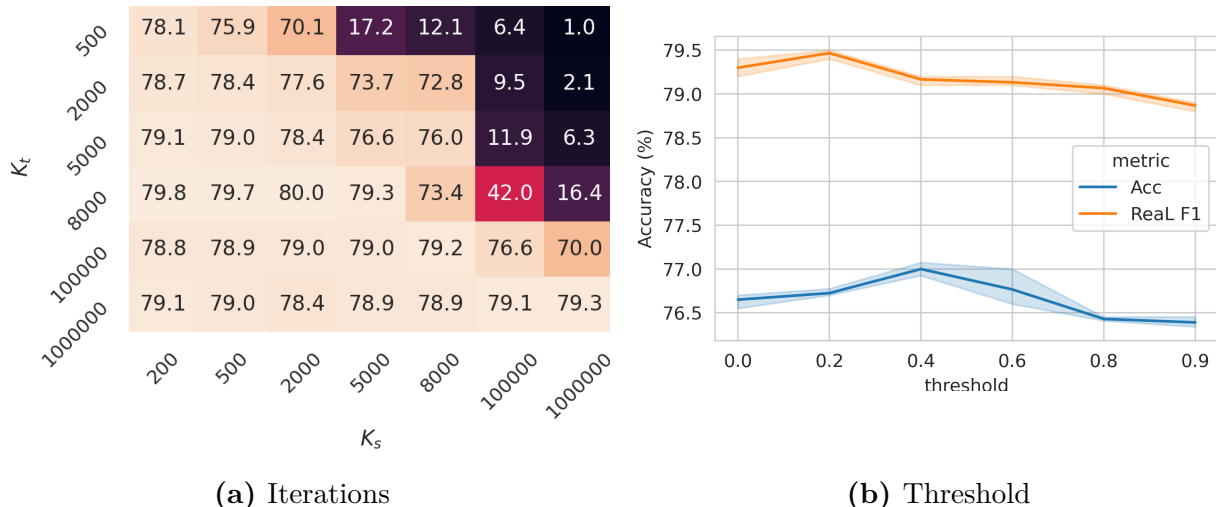 500 78.1 75.9 70.1 17.2 12.1 6.4 1.0
2000 78.7 78.4 77.6 73.7 72.8 9.5 2.1
5000 79.1 79.0 78.4 76.6 76.0 11.9 6.3
8000 79.8 79.7 80.0 79.3 73.4 42.0 16.4
100000 78.8 78.9 79.0 79.0 79.2 76.6 70.0
1000000 79.1 79.0 78.4 78.9 78.9 79.1 79.3
K_t
200 500 2000 5000 8000 100000 1000000
K_s
(a) Iterations
79.5
79.0
78.5
78.0
77.5
77.0
76.5
Accuracy (%)
metric
Acc
ReaL F1
0.0 0.2 0.4 0.6 0.8 0.9
threshold
(b) Threshold